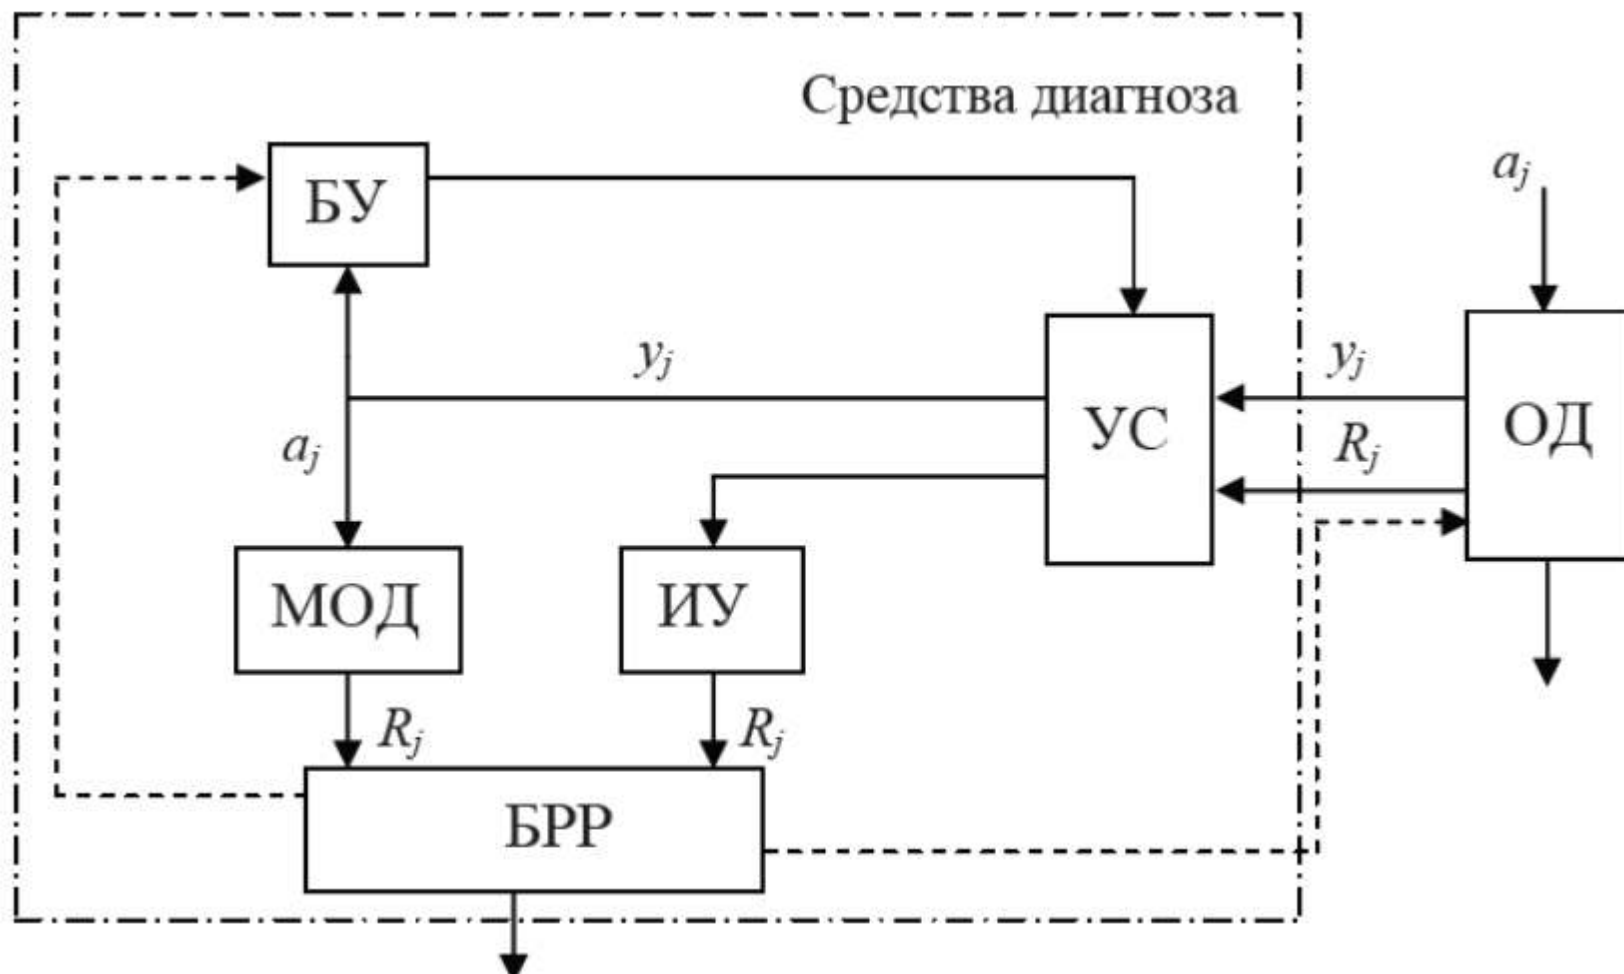 Средства диагноза
БУ
a_j
y_j
y_j
УС
ОД
R_j
a_j
МОД
ИУ
R_j
R_j
БРР